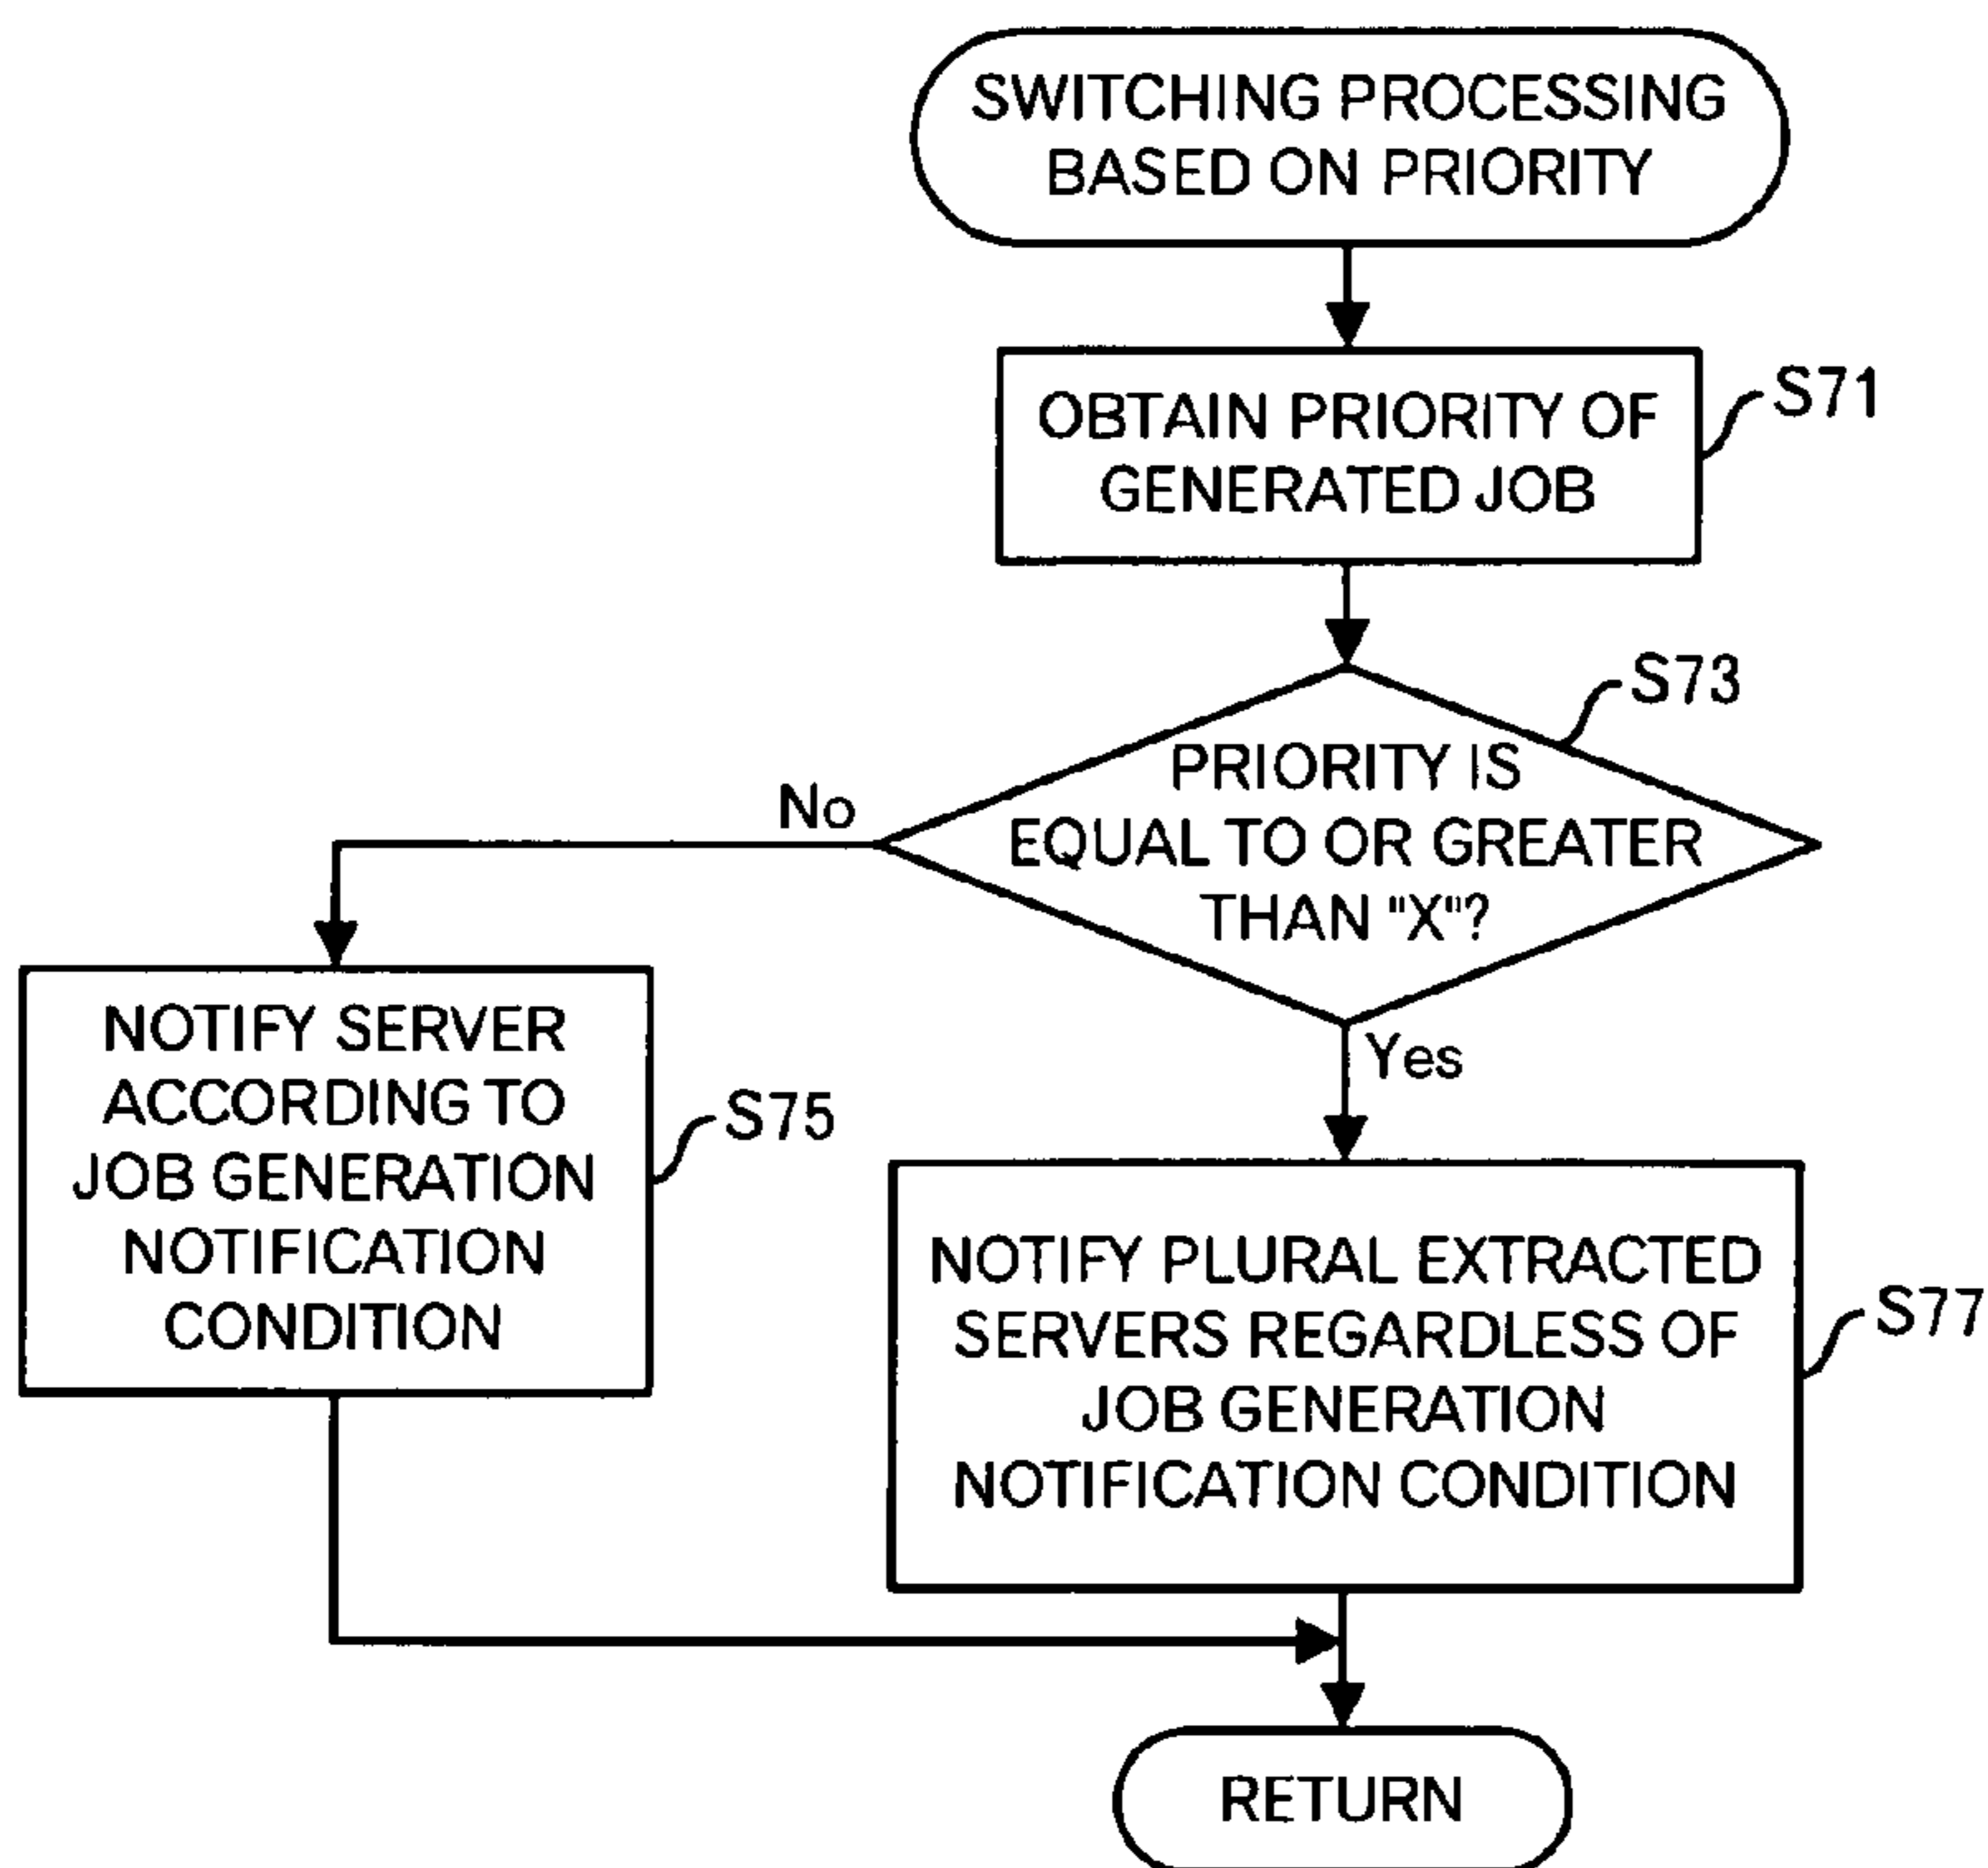 SWITCHING PROCESSING
BASED ON PRIORITY
OBTAIN PRIORITY OF
GENERATED JOB
S71
S73
PRIORITY IS
EQUAL TO OR GREATER
THAN "X"?
No
Yes
NOTIFY SERVER
ACCORDING TO
JOB GENERATION
NOTIFICATION
CONDITION
S75
NOTIFY PLURAL EXTRACTED
SERVERS REGARDLESS OF
JOB GENERATION
NOTIFICATION CONDITION
S77
RETURN